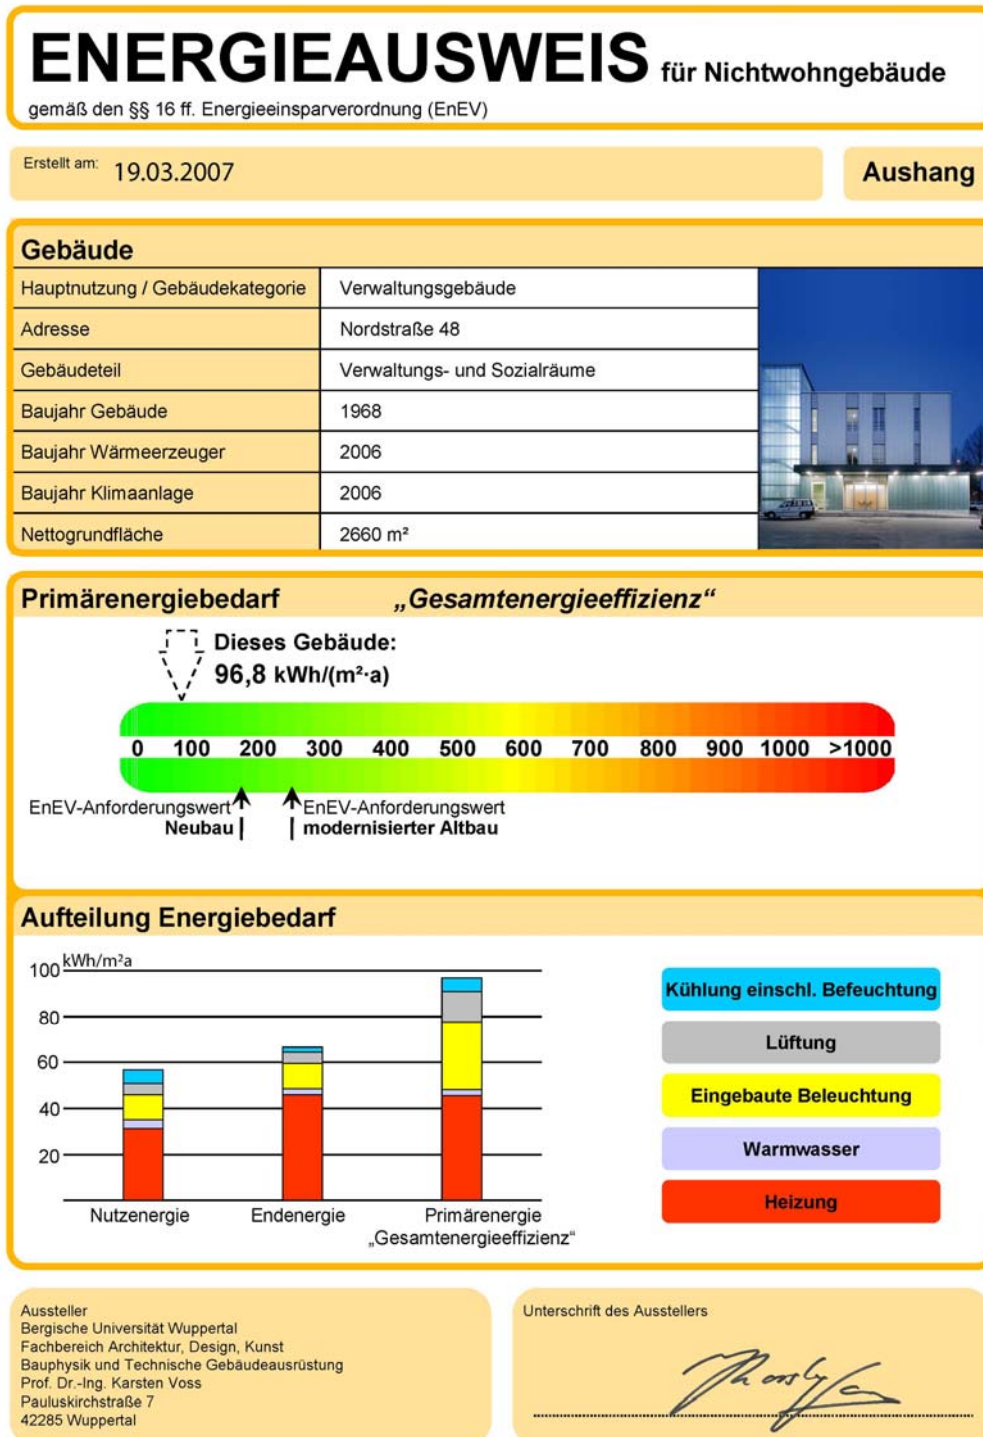 ENERGIEAUSWEIS für Nichtwohngebäude
gemäß den §§ 16 ff. Energieeinsparverordnung (EnEV)
Erstellt am: 19.03.2007
Aushang
Gebäude
Hauptnutzung / Gebäudekategorie Verwaltungsgebäude
Adresse Nordstraße 48
Gebäudeteil Verwaltungs- und Sozialräume
Baujahr Gebäude 1968
Baujahr Wärmeerzeuger 2006
Baujahr Klimaanlage 2006
Nettogrundfläche 2660 m²
Primärenergiebedarf „Gesamtenergieeffizienz“
Dieses Gebäude:
96,8 kWh/(m²·a)
0 100 200 300 400 500 600 700 800 900 1000 >1000
EnEV-Anforderungswert
Neubau
EnEV-Anforderungswert
modernisierter Altbau
Aufteilung Energiebedarf
kWh/m²a
100
80
60
40
20
Nutzenergie
Endenergie
Primärenergie
„Gesamtenergieeffizienz“
Kühlung einschl. Befeuchtung
Lüftung
Eingebaute Beleuchtung
Warmwasser
Heizung
Aussteller
Bergische Universität Wuppertal
Fachbereich Architektur, Design, Kunst
Bauphysik und Technische Gebäudeausrüstung
Prof. Dr.-Ing. Karsten Voss
Pauluskirchstraße 7
42285 Wuppertal
Unterschrift des Ausstellers